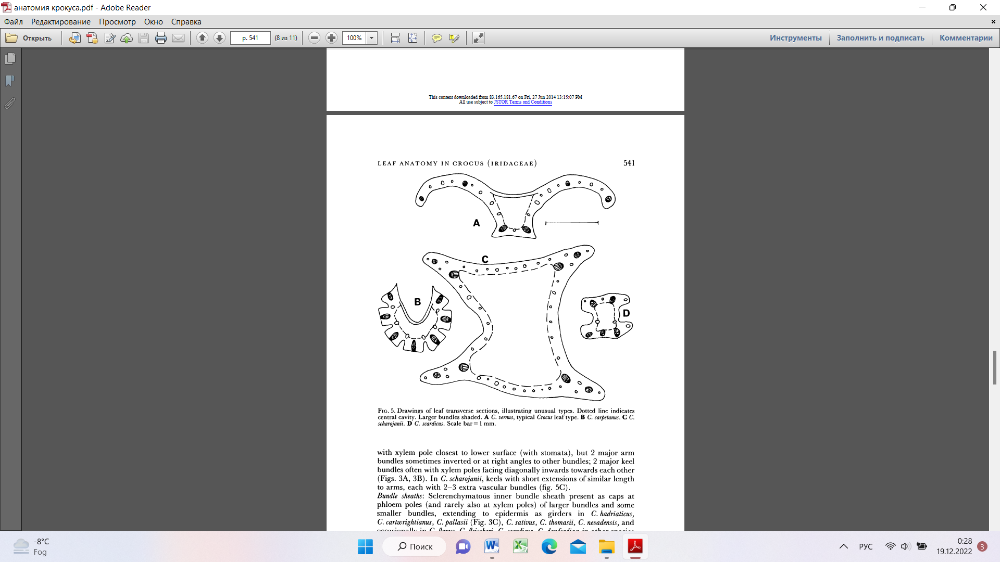 анатомия крокуса.pdf - Adobe Reader
Файл Редактирование Просмотр Окно Справка
Открыть p. 541 (8 из 11) 100% Инструменты Заполнить и подписать Комментарии
This content downloaded from 83.165.181.67 on Fri, 27 Jun 2014 13:15:07 PM
All use subject to JSTOR Terms and Conditions
LEAF ANATOMY IN CROCUS (IRIDACEAE) 541
A
C
B
D
FIG. 5. Drawings of leaf transverse sections, illustrating unusual types. Dotted line indicates
central cavity. Larger bundles shaded. A C. vernus, typical Crocus leaf type. B C. carpetanus. C C.
scharojanii. D C. scardicus. Scale bar = 1 mm.
with xylem pole closest to lower surface (with stomata), but 2 major arm
bundles sometimes inverted or at right angles to other bundles; 2 major keel
bundles often with xylem poles facing diagonally inwards towards each other
(Figs. 3A, 3B). In C. scharojanii, keels with short extensions of similar length
to arms, each with 2–3 extra vascular bundles (fig. 5C).
Bundle sheaths: Sclerenchymatous inner bundle sheath present as caps at
phloem poles (and rarely also at xylem poles) of larger bundles and some
smaller bundles, extending to epidermis as girders in C. hadriaticus,
C. cartwrightianus, C. pallasii (Fig. 3C), C. sativus, C. thomasii, C. nevadensis, and
-8°C
Fog
Поиск
РУС
0:28
19.12.2022
3